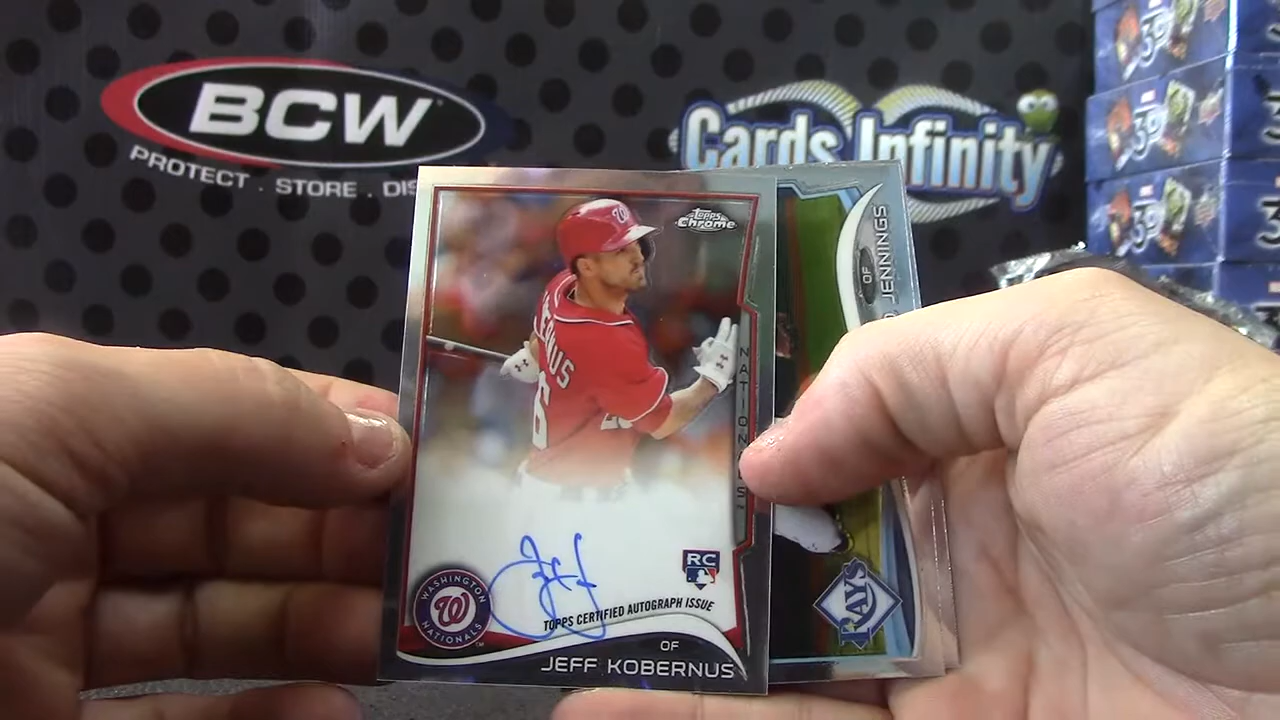 BCW
PROTECT . STORE . DIS
Cards Infinity
Topps
Chrome
W
ERNUS
NATIONALS
W
WASHINGTON
NATIONALS
RC
TOPPS CERTIFIED AUTOGRAPH ISSUE
OF
JEFF KOBERNUS
OF
JENNINGS
RAYS